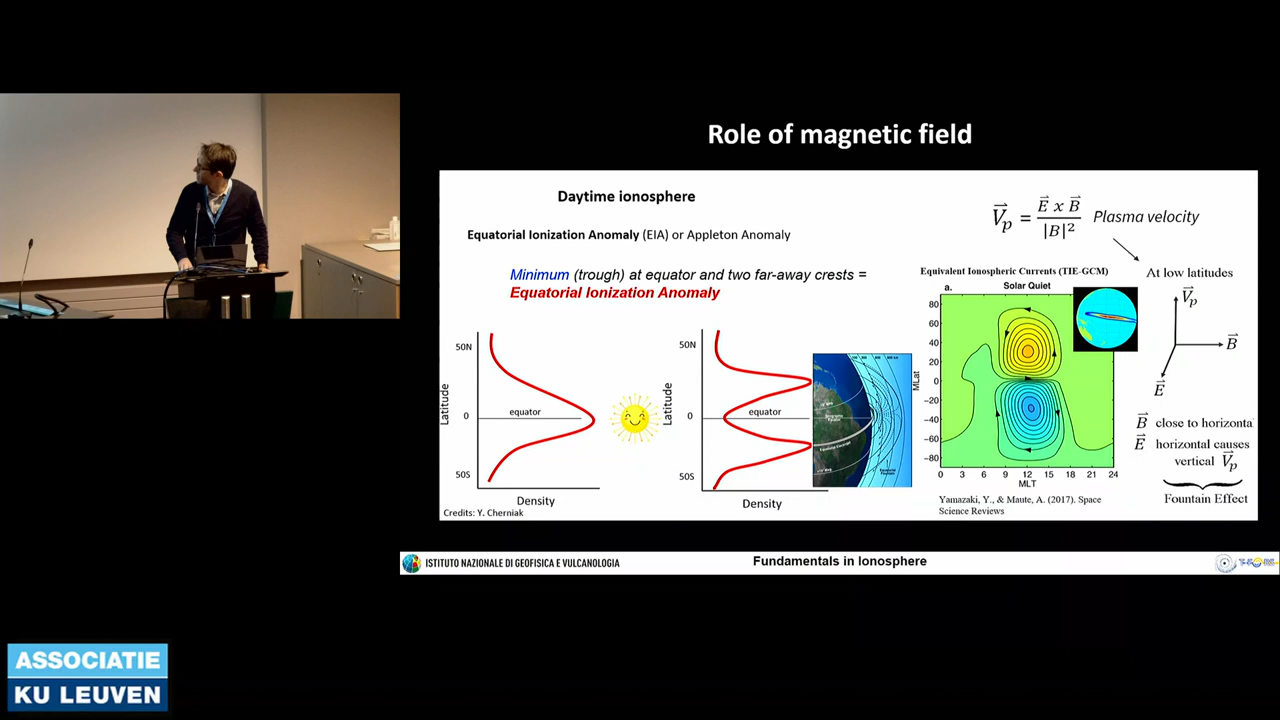 Role of magnetic field
Daytime ionosphere
Equatorial Ionization Anomaly (EIA) or Appleton Anomaly
Minimum (trough) at equator and two far-away crests =
Equatorial Ionization Anomaly
50N
Latitude
0
equator
50S
Density
Credits: Y. Cherniak
50N
Latitude
0
equator
50S
Density
V⃗p = E⃗ x B⃗ / |B|² Plasma velocity
Equivalent Ionospheric Currents (TIE-GCM)
Solar Quiet
a.
MLat
80
60
40
20
0
−20
−40
−60
−80
0 3 6 9 12 15 18 21 24
MLT
Yamazaki, Y., & Maute, A. (2017). Space
Science Reviews
At low latitudes
V⃗p
B⃗
E⃗
B⃗ close to horizonta
E⃗ horizontal causes
vertical V⃗p
Fountain Effect
ISTITUTO NAZIONALE DI GEOFISICA E VULCANOLOGIA
Fundamentals in Ionosphere
ASSOCIATIE
KU LEUVEN